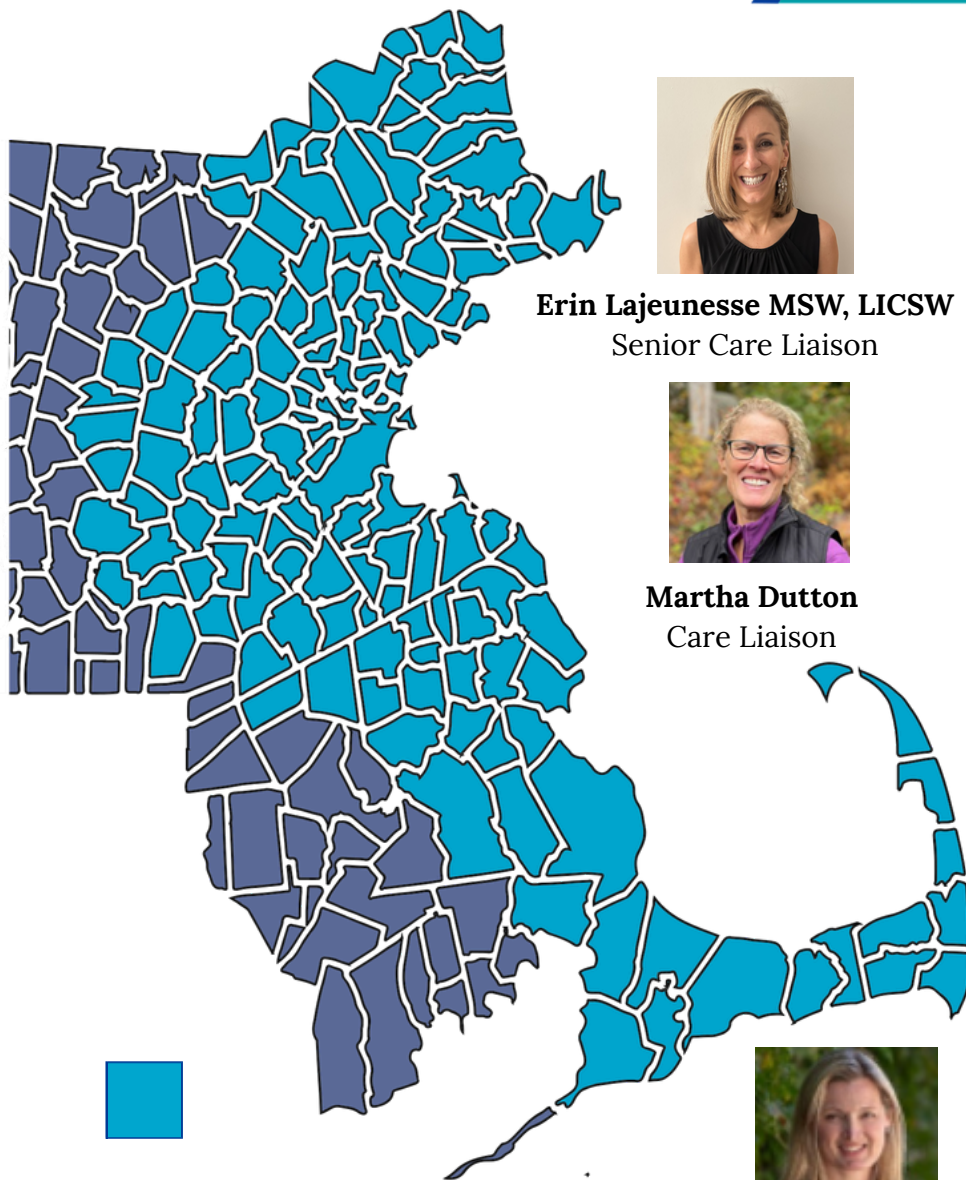 Erin Lajeunesse MSW, LICSW
Senior Care Liaison
Martha Dutton
Care Liaison